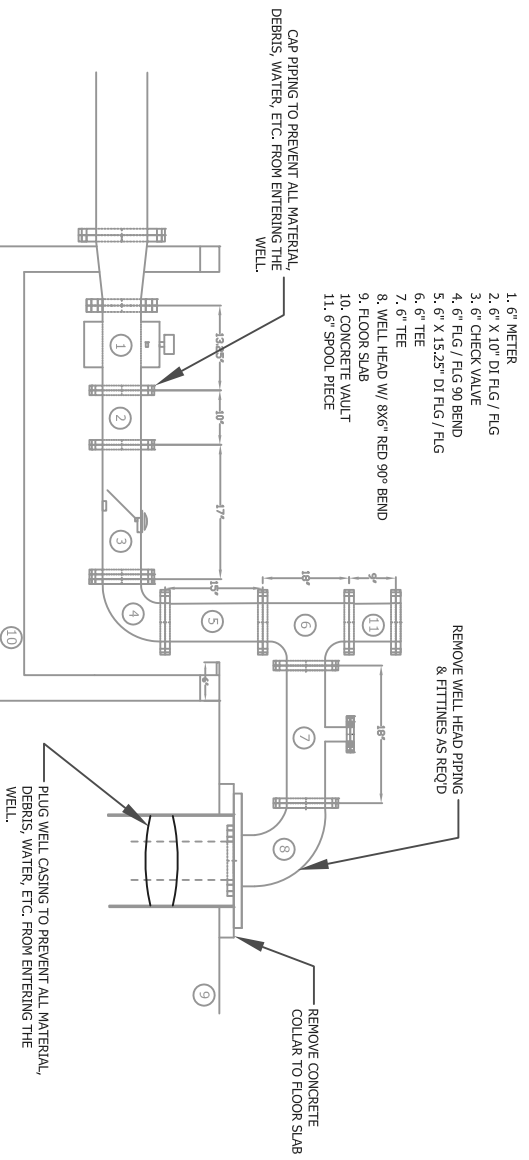 1. 6" METER
2. 6" X 10" DI FLG / FLG
3. 6" CHECK VALVE
4. 6" FLG / FLG 90 BEND
5. 6" X 15.25" DI FLG / FLG
6. 6" TEE
7. 6" TEE
8. WELL HEAD W/ 8X6" RED 90° BEND
9. FLOOR SLAB
10. CONCRETE VAULT
11. 6" SPOOL PIECE
CAP PIPING TO PREVENT ALL MATERIAL,
DEBRIS, WATER, ETC. FROM ENTERING THE
WELL.
REMOVE WELL HEAD PIPING
& FITTINES AS REQ'D
REMOVE CONCRETE
COLLAR TO FLOOR SLAB
PLUG WELL CASING TO PREVENT ALL MATERIAL,
DEBRIS, WATER, ETC. FROM ENTERING THE
WELL.
13.25"
10"
17"
15"
18"
9"
18"
6"
1
2
3
4
5
6
11
7
8
9
10